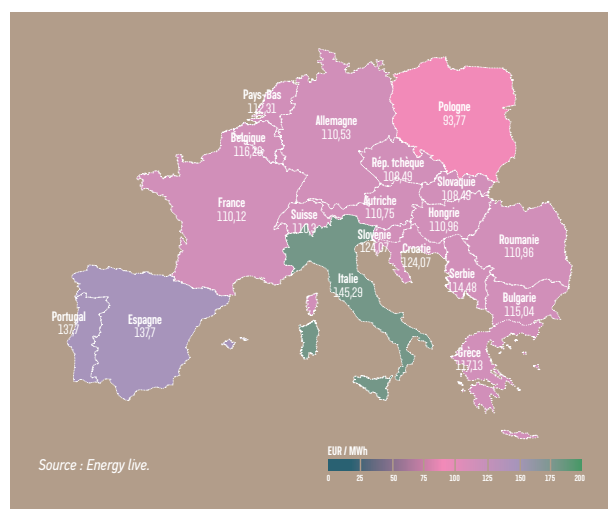 Pays-Bas
112,31
Pologne
93,77
Allemagne
110,53
Belgique
116,28
Rép. tchèque
108,49
Slovaquie
108,49
France
110,12
Autriche
110,75
Suisse
110,3
Hongrie
110,96
Slovénie
124,07
Croatie
124,07
Roumanie
110,96
Serbie
114,48
Italie
145,29
Bulgarie
115,04
Portugal
137,7
Espagne
137,7
Grèce
117,13
Source : Energy live.
EUR / MWh
0 25 50 75 100 125 150 175 200